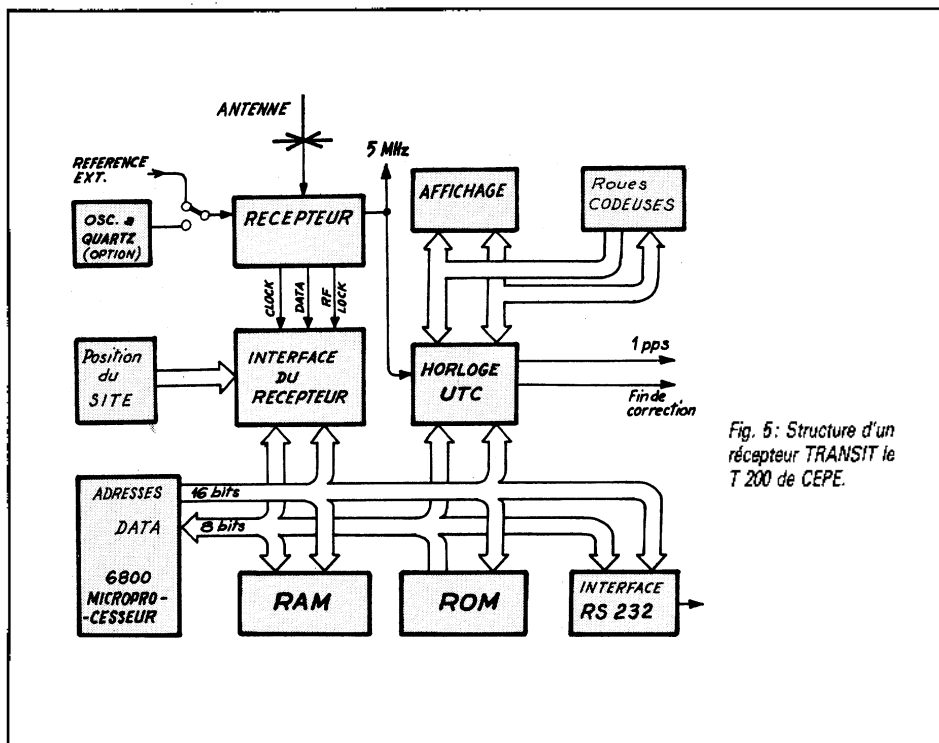 ANTENNE
5 MHz
REFERENCE
EXT.
OSC. a
QUARTZ
(OPTION)
RECEPTEUR
AFFICHAGE
Roues
CODEUSES
CLOCK
DATA
RF
LOCK
Position
du
SITE
INTERFACE
DU
RECEPTEUR
HORLOGE
UTC
1 pps
Fin de
correction
Fig. 5: Structure d'un
récepteur TRANSIT le
T 200 de CEPE.
ADRESSES
16 bits
DATA
8 bits
6800
MICROPRO-
-CESSEUR
RAM
ROM
INTERFACE
RS 232